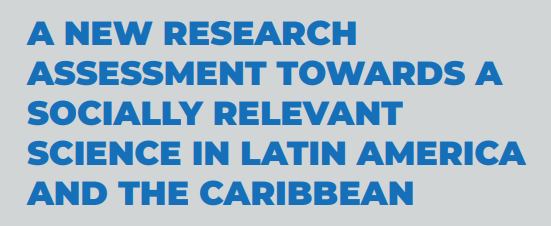 A NEW RESEARCH
ASSESSMENT TOWARDS A
SOCIALLY RELEVANT
SCIENCE IN LATIN AMERICA
AND THE CARIBBEAN